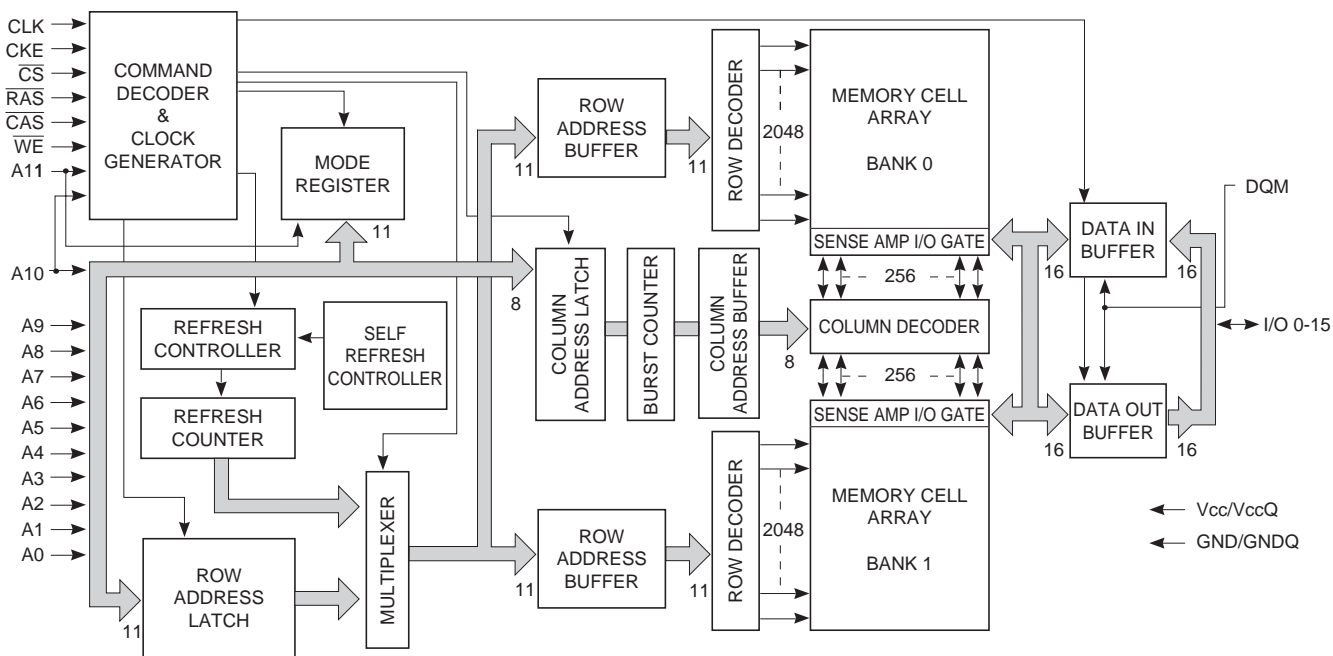 CLK
CKE
CS
RAS
CAS
WE
A11
A10
A9
A8
A7
A6
A5
A4
A3
A2
A1
A0
COMMAND
DECODER
&
CLOCK
GENERATOR
MODE
REGISTER
11
REFRESH
CONTROLLER
SELF
REFRESH
CONTROLLER
REFRESH
COUNTER
ROW
ADDRESS
LATCH
11
MULTIPLEXER
ROW
ADDRESS
BUFFER
11
11
8
COLUMN
ADDRESS LATCH
BURST COUNTER
COLUMN
ADDRESS BUFFER
8
ROW
ADDRESS
BUFFER
11
11
ROW DECODER
2048
MEMORY CELL
ARRAY
BANK 0
SENSE AMP I/O GATE
256
COLUMN DECODER
256
SENSE AMP I/O GATE
ROW DECODER
2048
MEMORY CELL
ARRAY
BANK 1
DQM
DATA IN
BUFFER
16
16
I/O 0-15
DATA OUT
BUFFER
16
16
Vcc/VccQ
GND/GNDQ